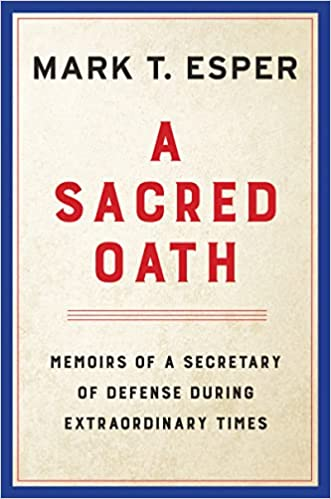 MARK T. ESPER
A
SACRED
OATH
MEMOIRS OF A SECRETARY
OF DEFENSE DURING
EXTRAORDINARY TIMES